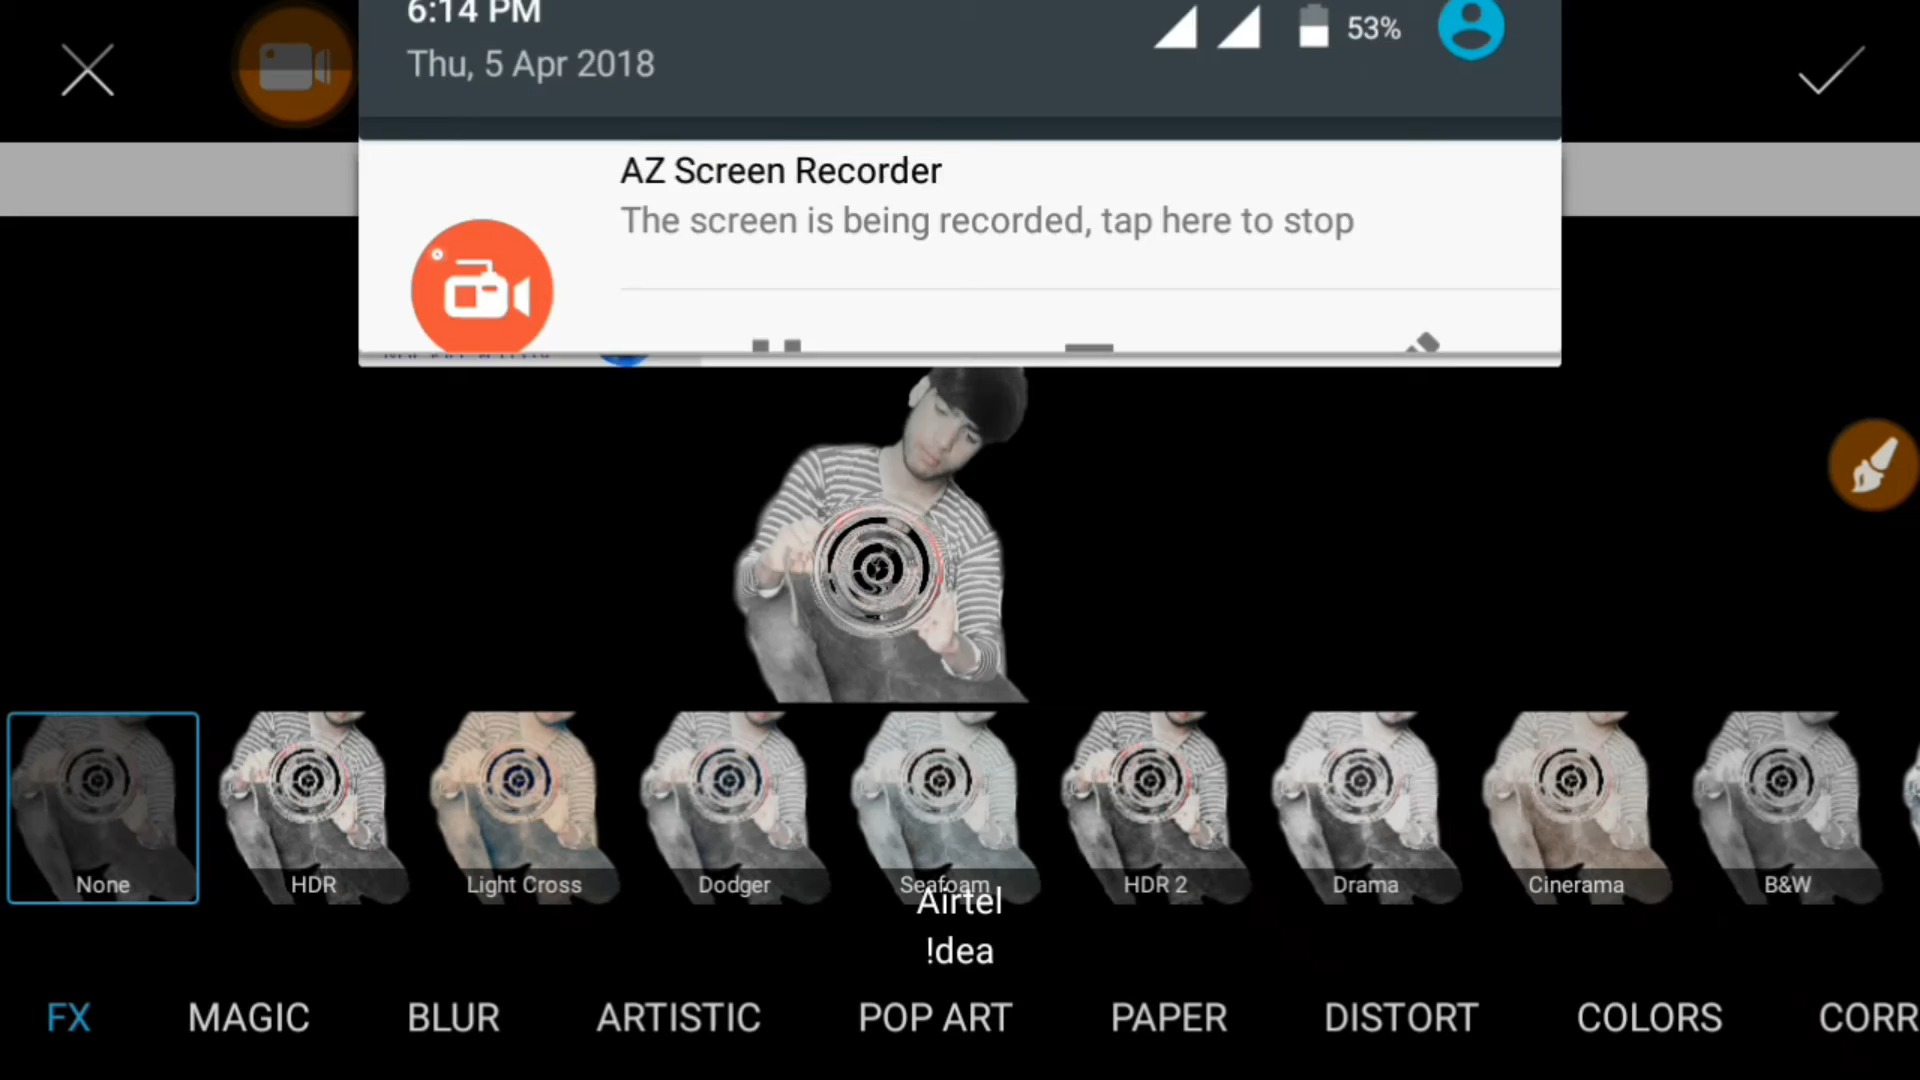 6:14 PM
53%
Thu, 5 Apr 2018
AZ Screen Recorder
The screen is being recorded, tap here to stop
None
HDR
Light Cross
Dodger
Seafoam
HDR 2
Drama
Cinerama
B&W
Airtel
!dea
FX
MAGIC
BLUR
ARTISTIC
POP ART
PAPER
DISTORT
COLORS
CORR